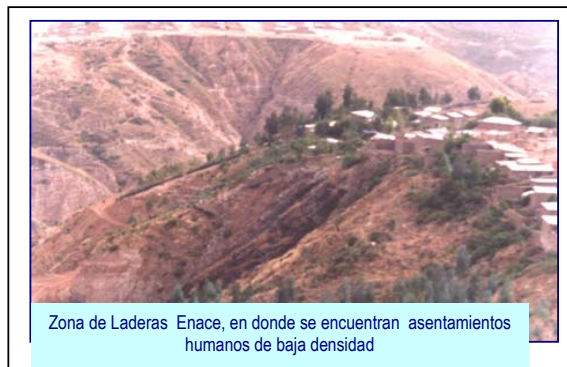 Zona de Laderas Enace, en donde se encuentran asentamientos
humanos de baja densidad